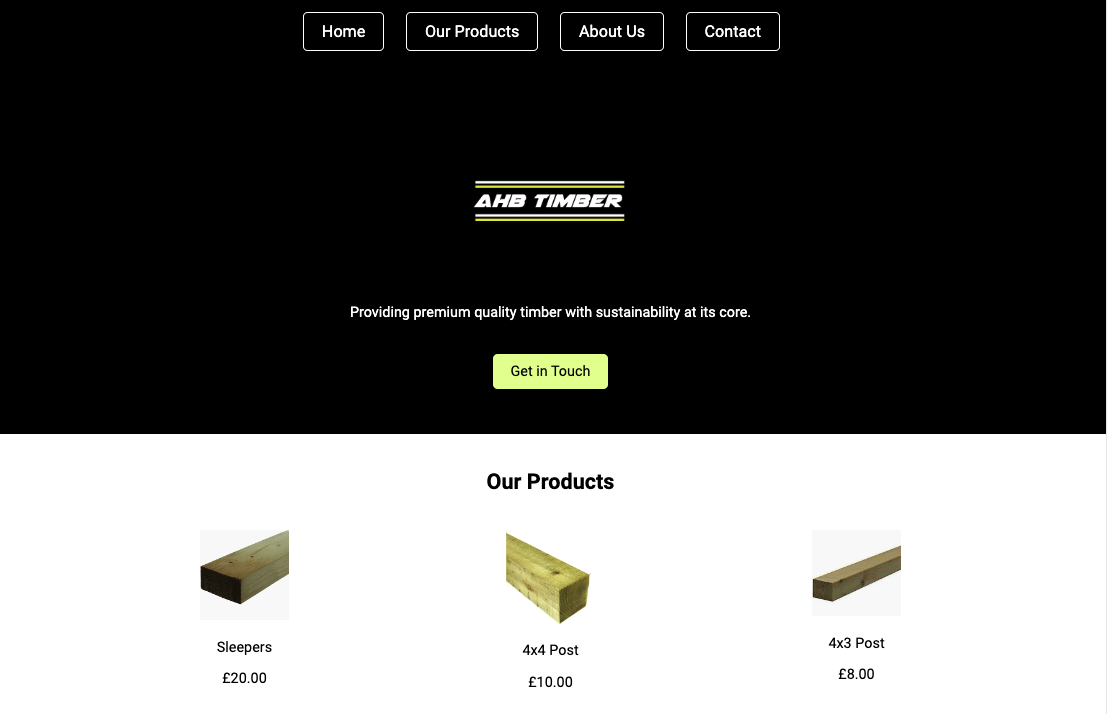 Home
Our Products
About Us
Contact
AHB TIMBER
Providing premium quality timber with sustainability at its core.
Get in Touch
Our Products
Sleepers
£20.00
4x4 Post
£10.00
4x3 Post
£8.00